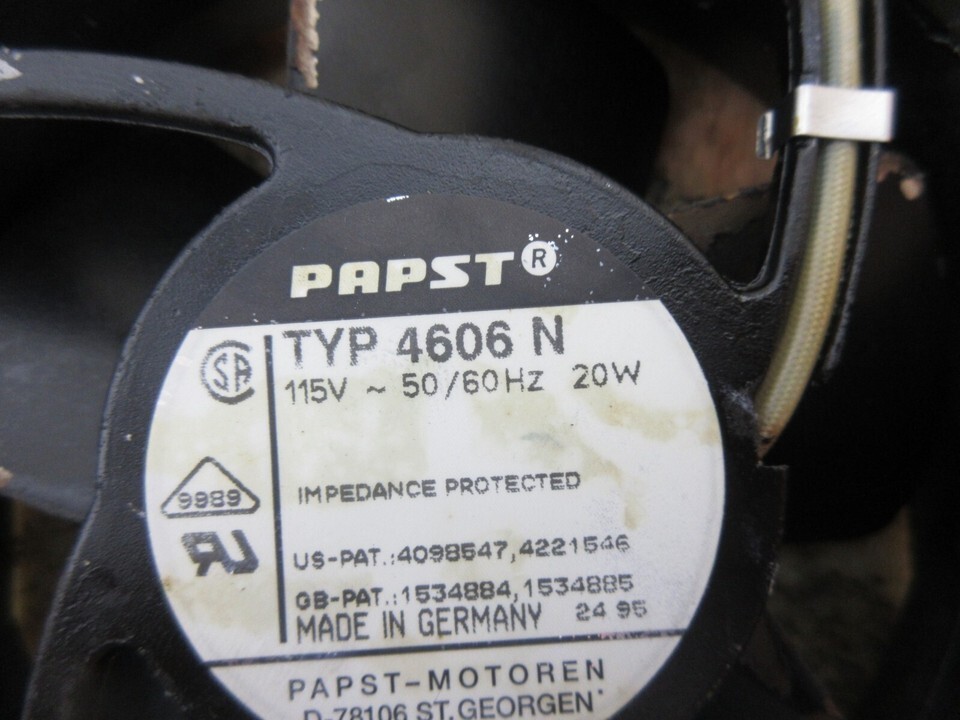 PAPST®
TYP 4606 N
115V ~ 50/60HZ 20W
IMPEDANCE PROTECTED
9989
US-PAT.:4098547,4221546
GB-PAT.:1534884,1534885
MADE IN GERMANY 24 95
PAPST-MOTOREN
D-78106 ST.GEORGEN